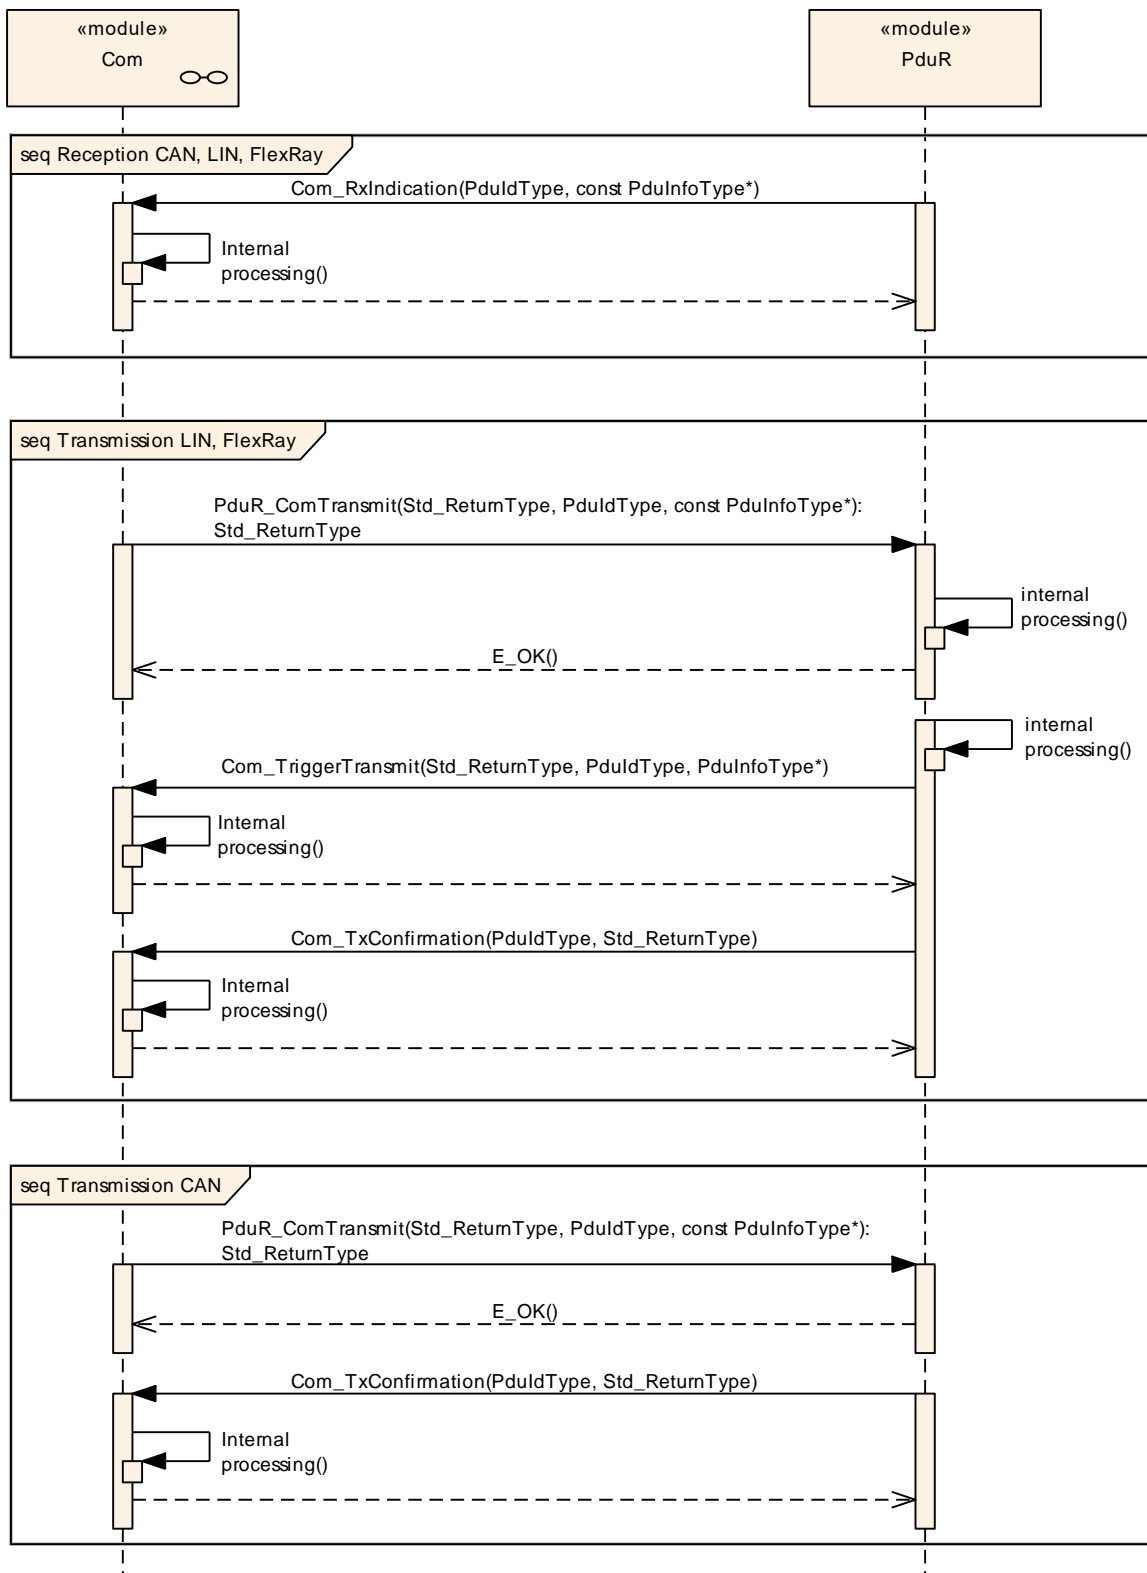 «module»
Com
«module»
PduR
seq Reception CAN, LIN, FlexRay
Com_RxIndication(PduIdType, const PduInfoType*)
Internal
processing()
seq Transmission LIN, FlexRay
PduR_ComTransmit(Std_ReturnType, PduIdType, const PduInfoType*):
Std_ReturnType
internal
processing()
E_OK()
internal
processing()
Com_TriggerTransmit(Std_ReturnType, PduIdType, PduInfoType*)
Internal
processing()
Com_TxConfirmation(PduIdType, Std_ReturnType)
Internal
processing()
seq Transmission CAN
PduR_ComTransmit(Std_ReturnType, PduIdType, const PduInfoType*):
Std_ReturnType
E_OK()
Com_TxConfirmation(PduIdType, Std_ReturnType)
Internal
processing()